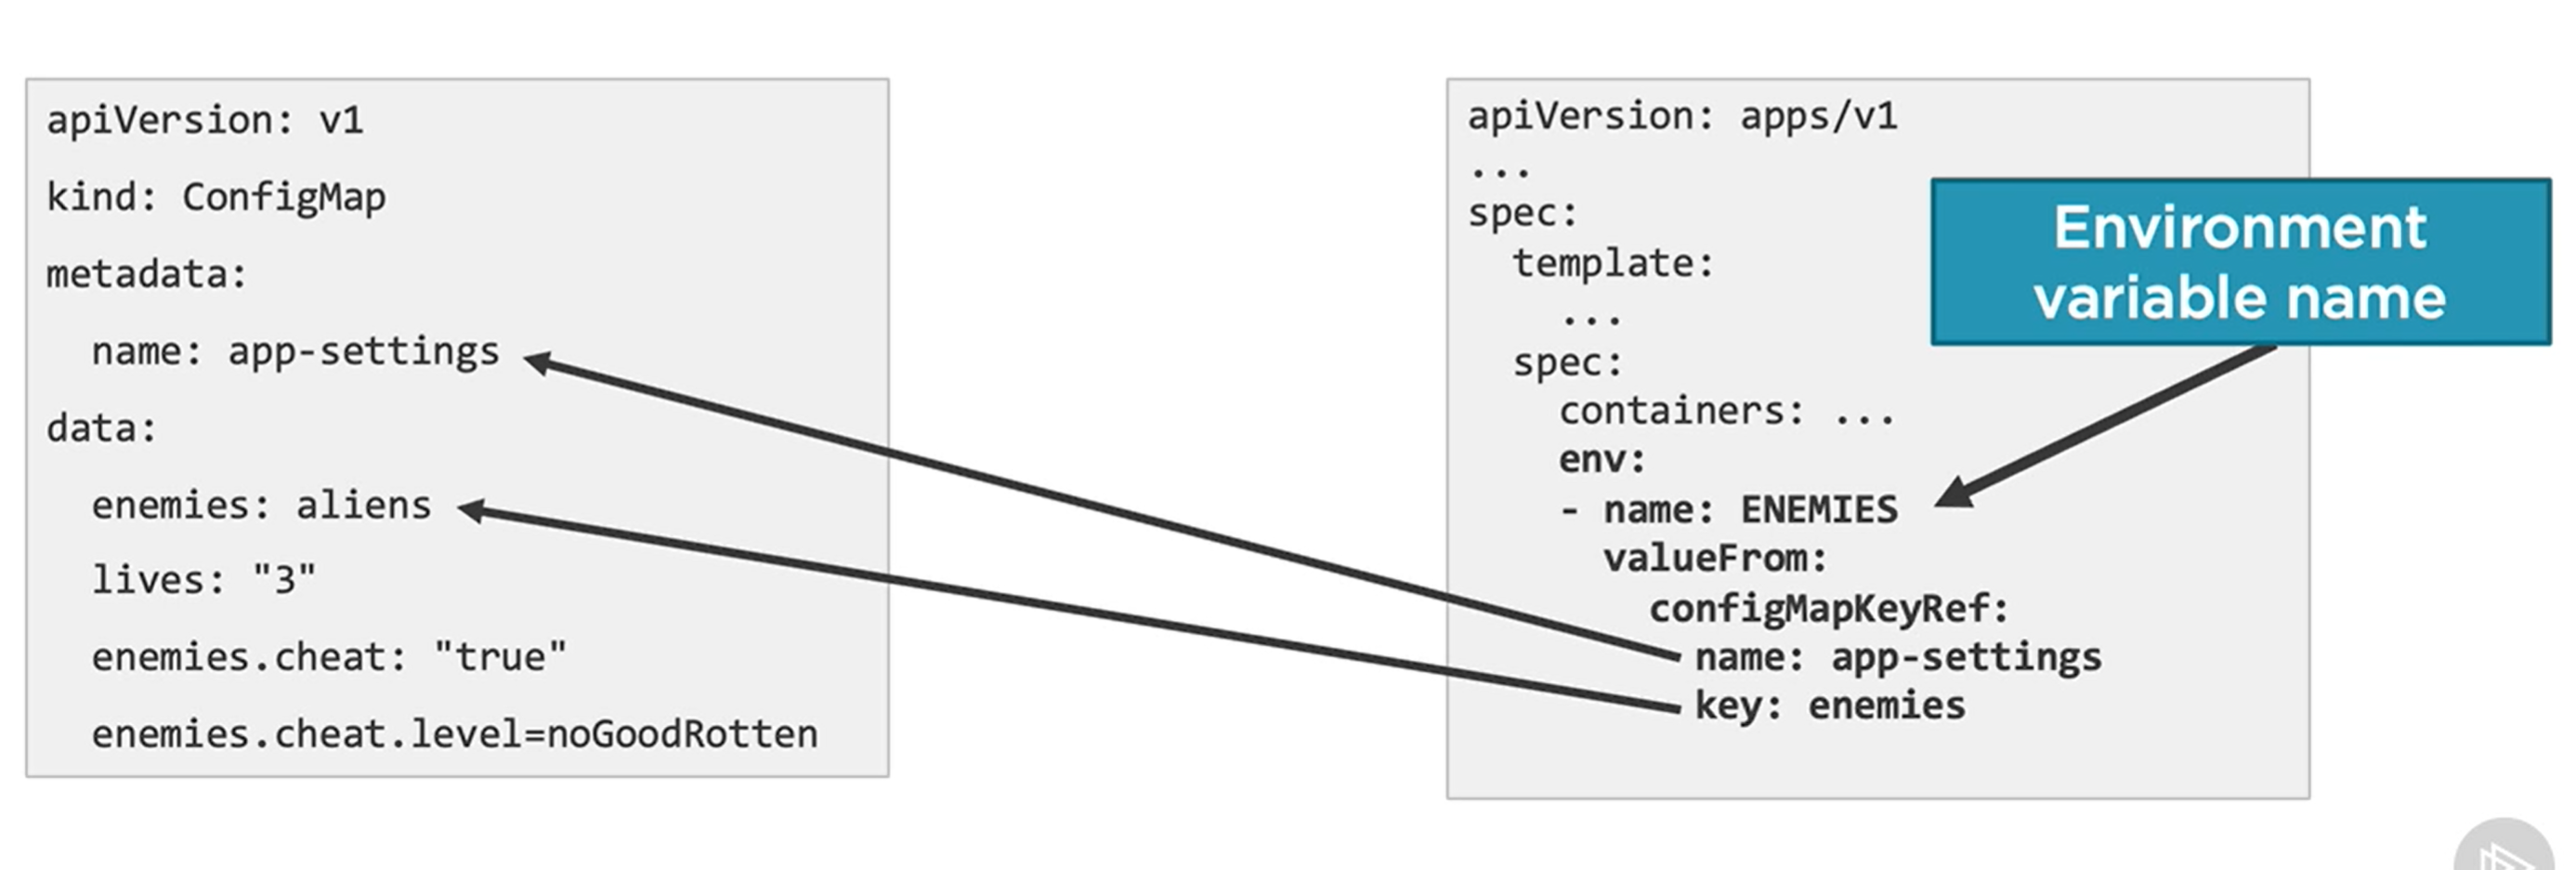 apiVersion: v1
kind: ConfigMap
metadata:
  name: app-settings
data:
  enemies: aliens
  lives: "3"
  enemies.cheat: "true"
  enemies.cheat.level=noGoodRotten
apiVersion: apps/v1
...
spec:
  template:
    ...
  spec:
    containers: ...
    env:
    - name: ENEMIES
      valueFrom:
        configMapKeyRef:
          name: app-settings
          key: enemies
Environment
variable name